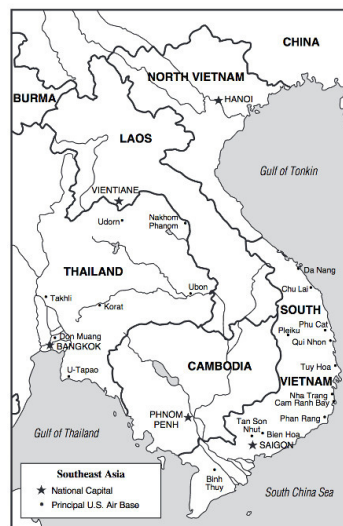 CHINA
NORTH VIETNAM
BURMA
HANOI
LAOS
Gulf of Tonkin
VIENTIANE
Udorn
Nakhom
Phanom
THAILAND
Da Nang
Ubon
Chu Lai
Takhli
Korat
SOUTH
Phu Cat
Pleiku
Don Muang
BANGKOK
Qui Nhon
CAMBODIA
U-Tapao
Tuy Hoa
VIETNAM
Nha Trang
Cam Ranh Bay
PHNOM
PENH
Tan Son
Nhut
Phan Rang
Bien Hoa
Gulf of Thailand
SAIGON
Binh
Thuy
Southeast Asia
National Capital
Principal U.S. Air Base
South China Sea